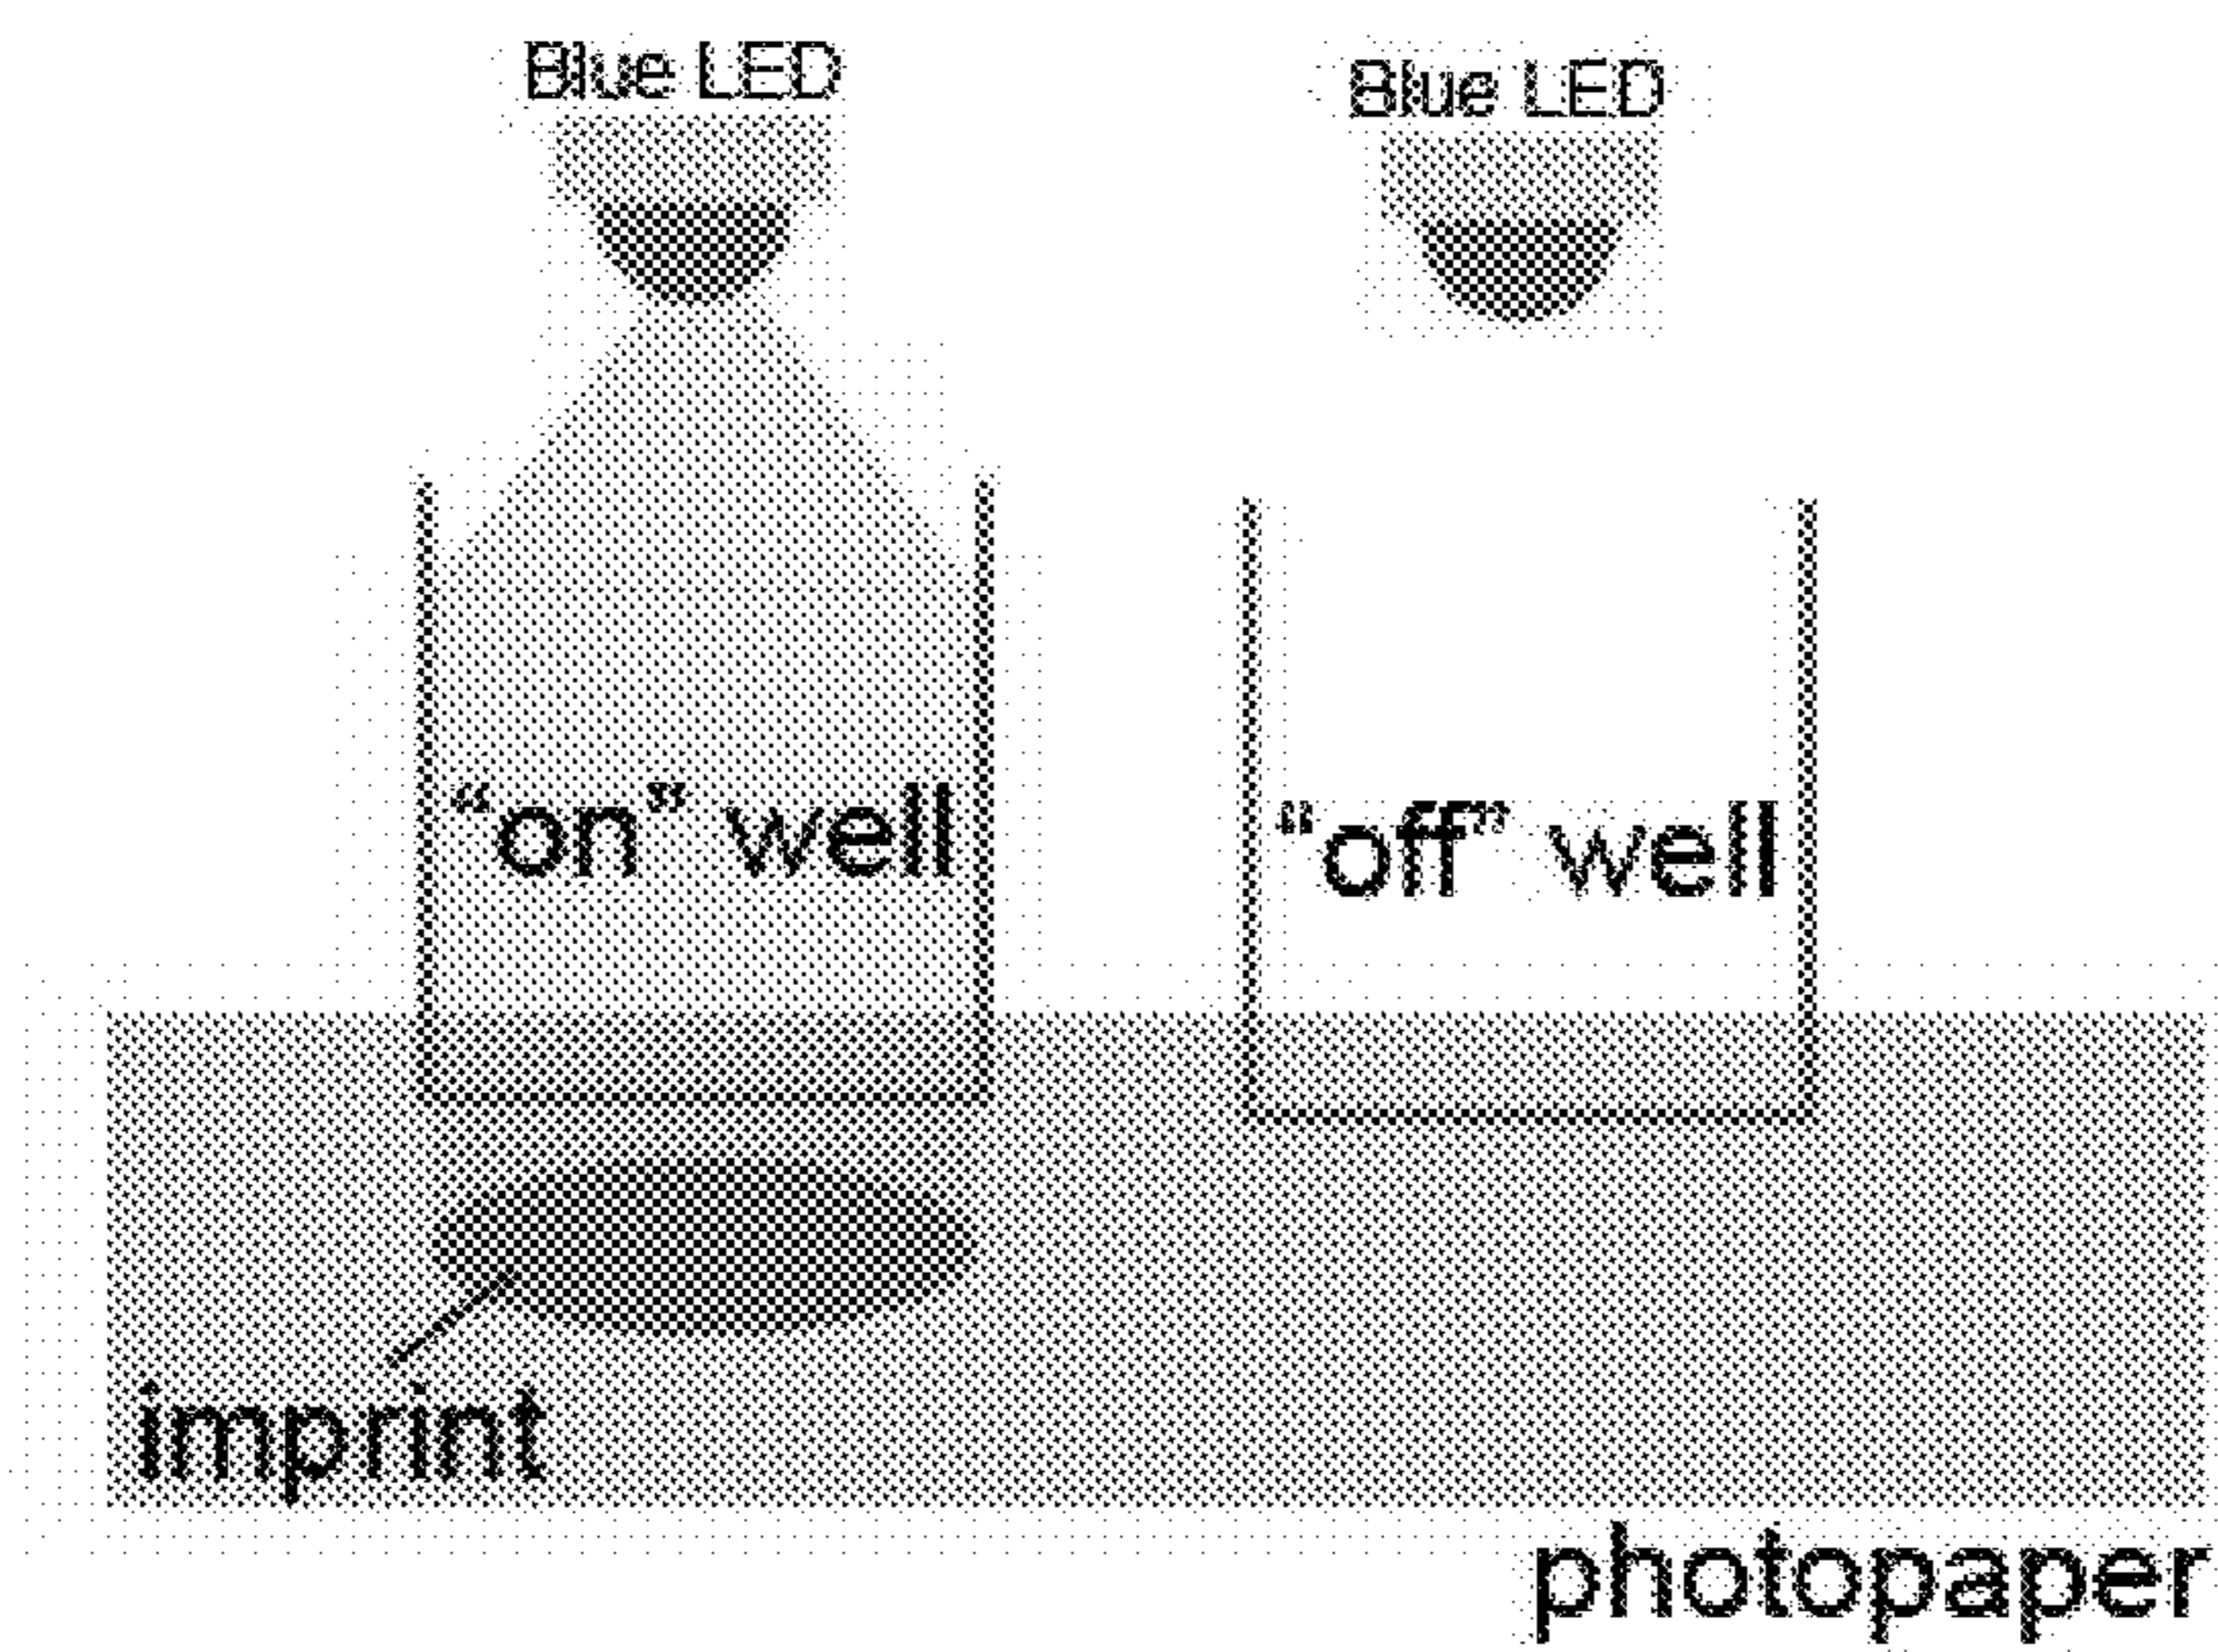 Blue LED
Blue LED
“on” well
“off” well
imprint
photopaper